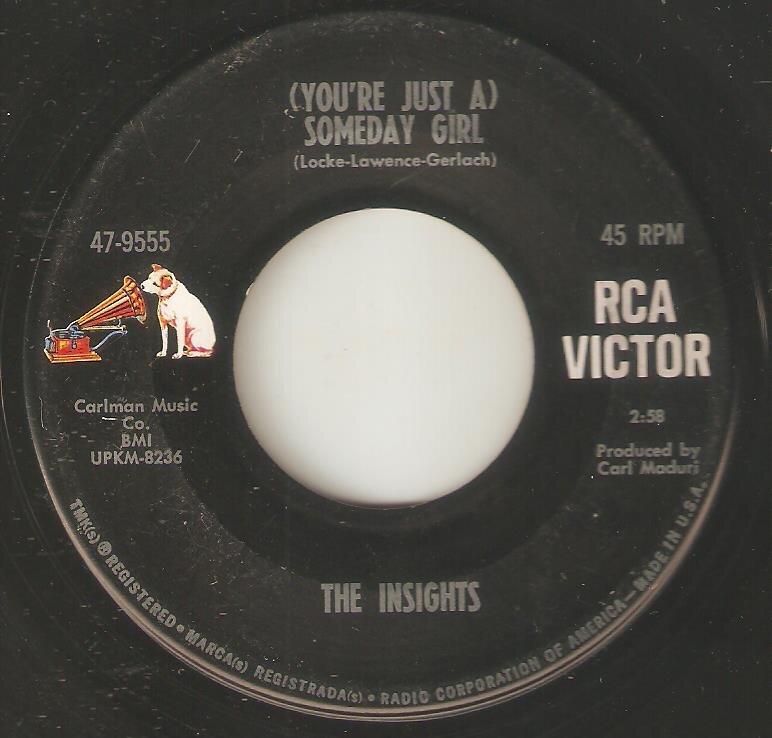 (YOU'RE JUST A)
SOMEDAY GIRL
(Locke-Lawence-Gerlach)
47-9555
45 RPM
RCA
VICTOR
Carlman Music
Co.
BMI
UPKM-8236
2:58
Produced by
Carl Maduri
THE INSIGHTS
TMK(s) ® REGISTERED • MARCA(s) REGISTRADA(s) • RADIO CORPORATION OF AMERICA—MADE IN U.S.A.